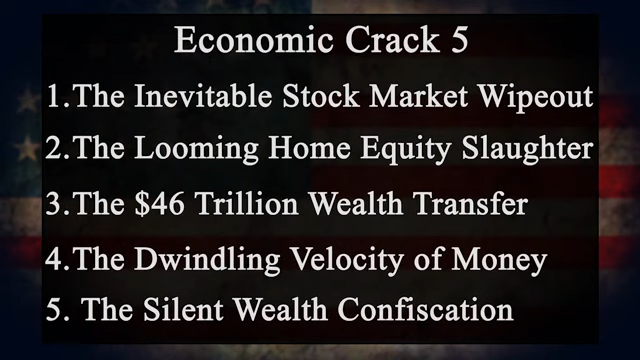 Economic Crack 5
1.The Inevitable Stock Market Wipeout
2.The Looming Home Equity Slaughter
3.The $46 Trillion Wealth Transfer
4.The Dwindling Velocity of Money
5. The Silent Wealth Confiscation